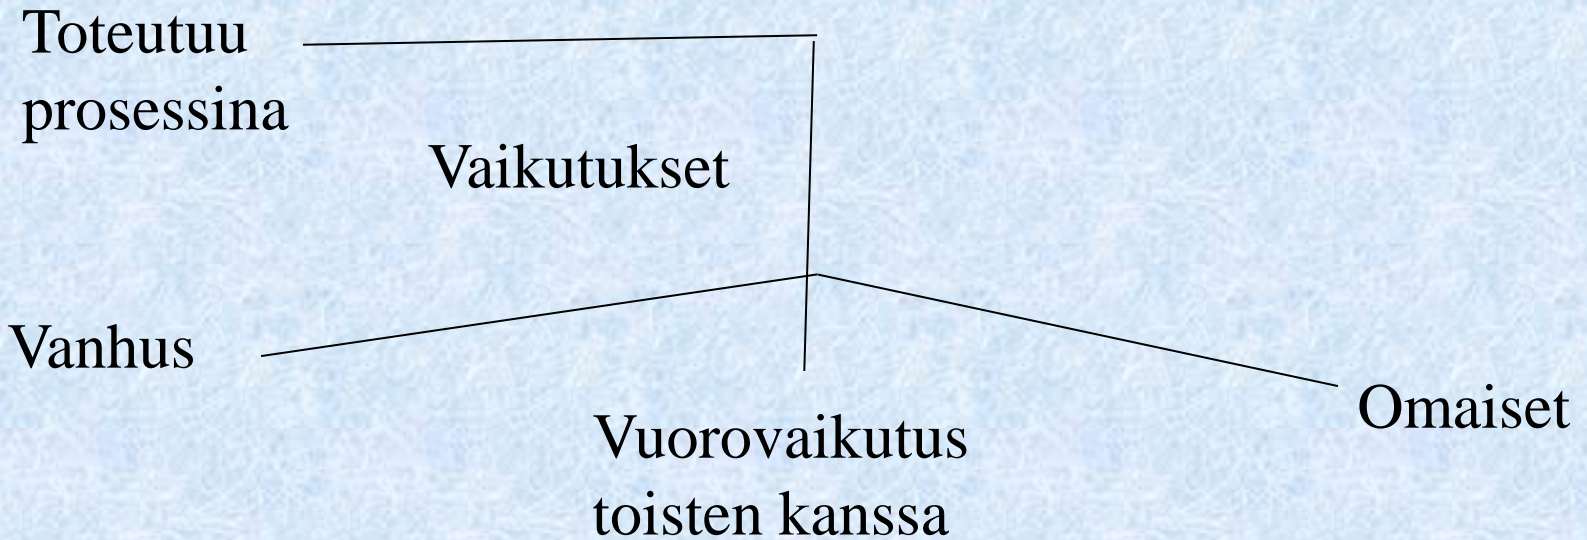 Toteutuu
prosessina
Vaikutukset
Vanhus
Omaiset
Vuorovaikutus
toisten kanssa